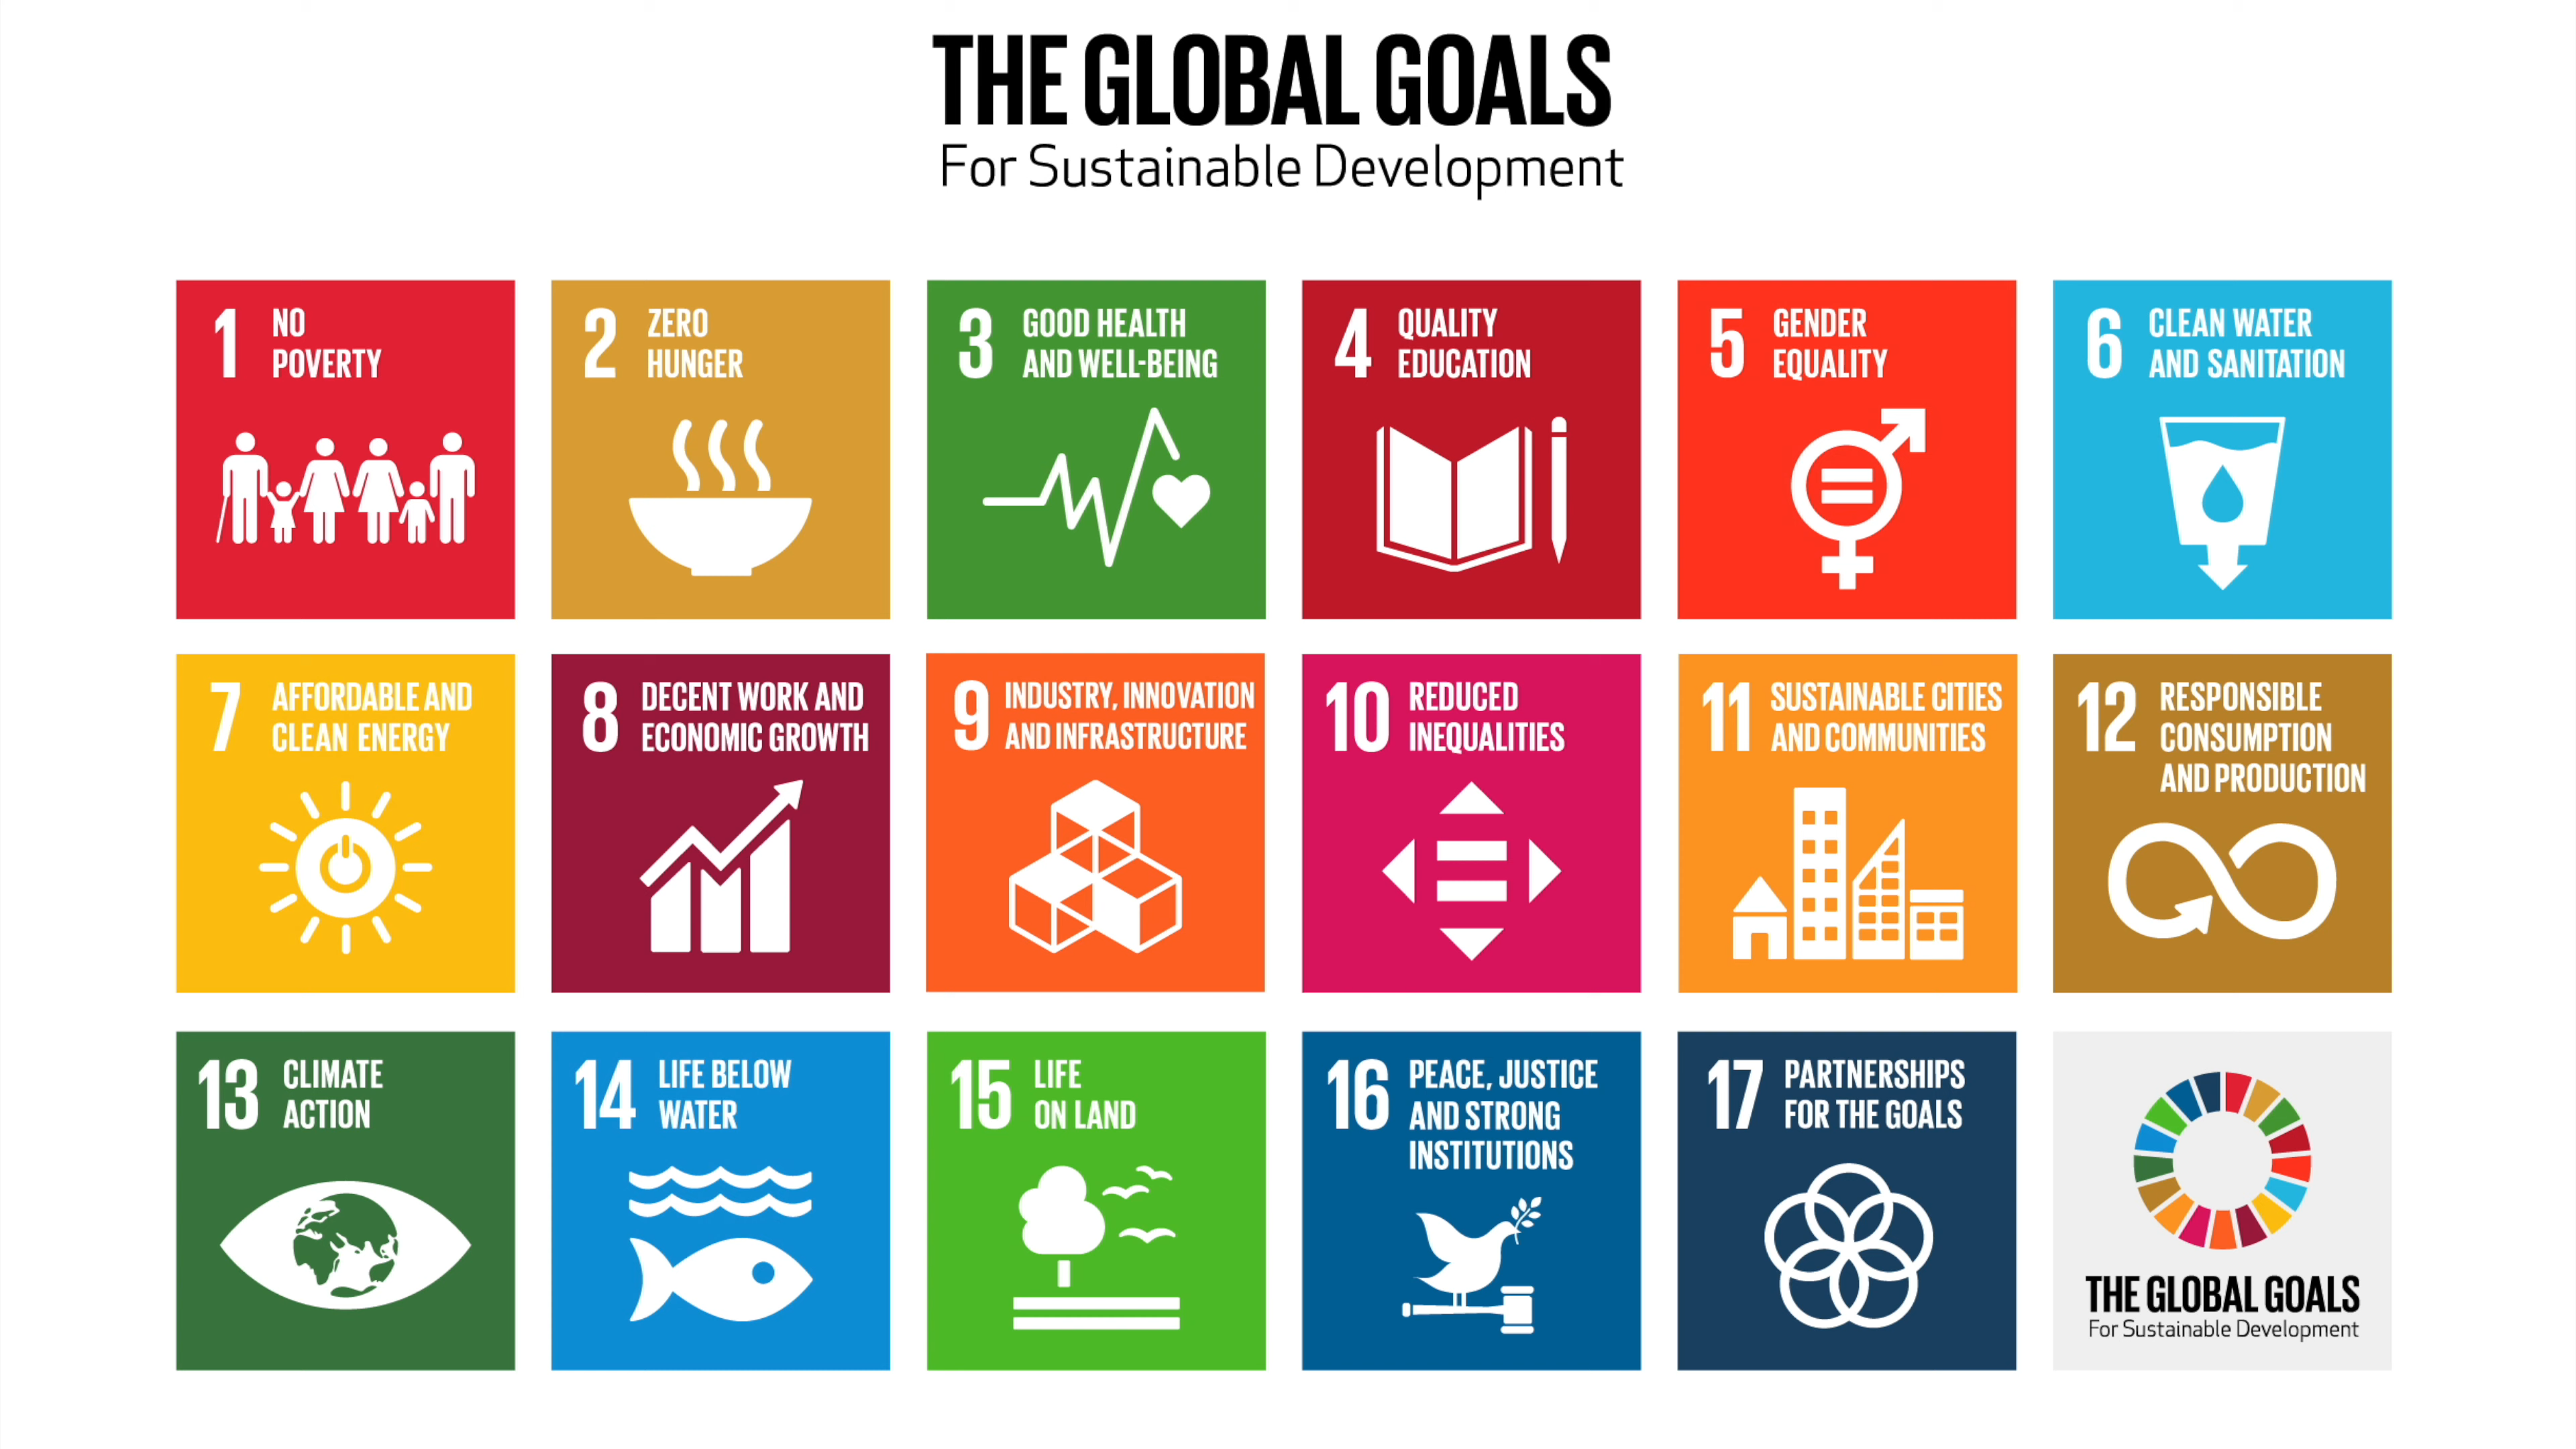 THE GLOBAL GOALS
For Sustainable Development
1 NO
POVERTY
2 ZERO
HUNGER
3 GOOD HEALTH
AND WELL-BEING
4 QUALITY
EDUCATION
5 GENDER
EQUALITY
6 CLEAN WATER
AND SANITATION
7 AFFORDABLE AND
CLEAN ENERGY
8 DECENT WORK AND
ECONOMIC GROWTH
9 INDUSTRY, INNOVATION
AND INFRASTRUCTURE
10 REDUCED
INEQUALITIES
11 SUSTAINABLE CITIES
AND COMMUNITIES
12 RESPONSIBLE
CONSUMPTION
AND PRODUCTION
13 CLIMATE
ACTION
14 LIFE BELOW
WATER
15 LIFE
ON LAND
16 PEACE, JUSTICE
AND STRONG
INSTITUTIONS
17 PARTNERSHIPS
FOR THE GOALS
THE GLOBAL GOALS
For Sustainable Development